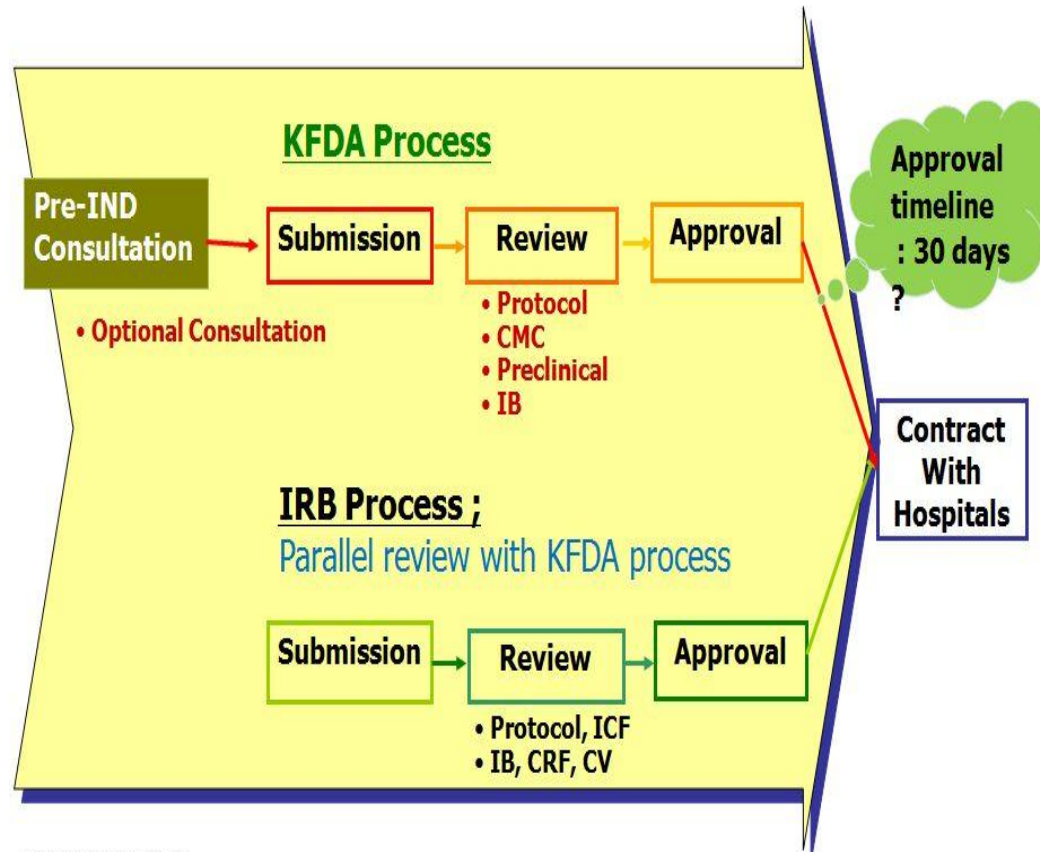 KFDA Process
Pre-IND
Consultation
Submission
Review
Approval
• Optional Consultation
• Protocol
• CMC
• Preclinical
• IB
Approval
timeline
: 30 days
?
Contract
With
Hospitals
IRB Process ;
Parallel review with KFDA process
Submission
Review
Approval
• Protocol, ICF
• IB, CRF, CV